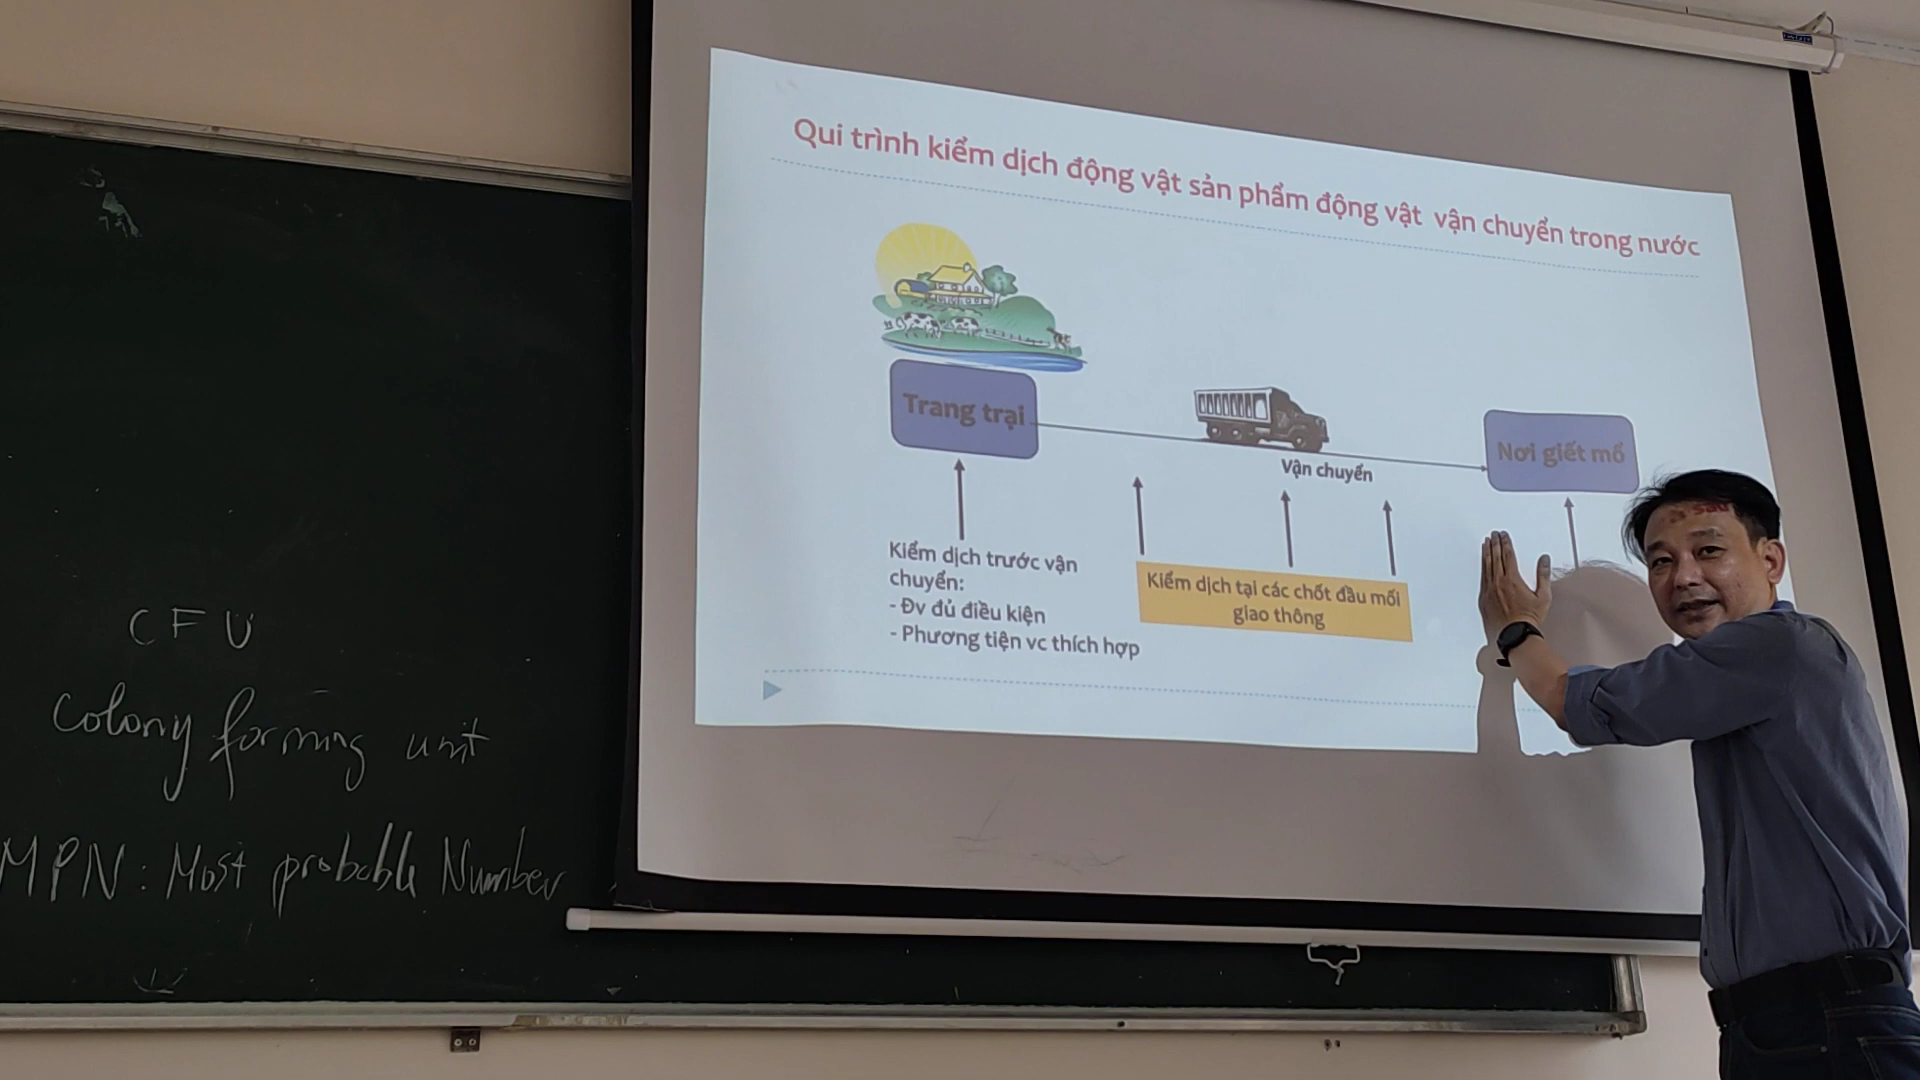 Qui trình kiểm dịch động vật sản phẩm động vật vận chuyển trong nước
Trang trại
Vận chuyển
Nơi giết mổ
Kiểm dịch trước vận
chuyển:
- Đv đủ điều kiện
- Phương tiện vc thích hợp
Kiểm dịch tại các chốt đầu mối
giao thông
sau
C F U
Colony forming unit
MPN: Most probable Number